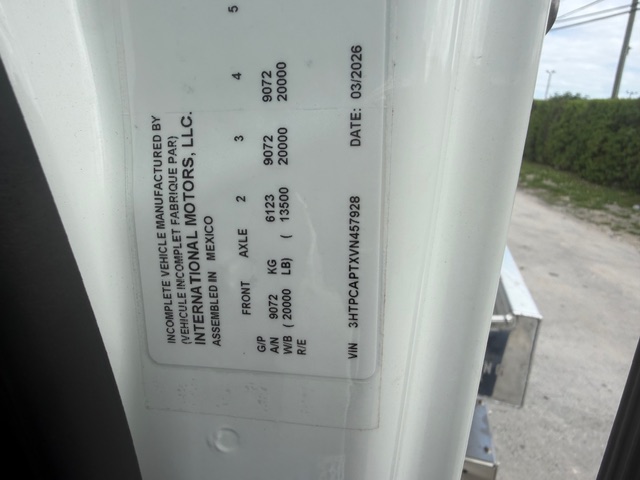 INCOMPLETE VEHICLE MANUFACTURED BY
(VEHICULE INCOMPLET FABRIQUE PAR)
INTERNATIONAL MOTORS, LLC.
ASSEMBLED IN MEXICO
FRONT AXLE 2 3 4 5
G/P
A/N 9072 KG 6123 9072 9072
W/B ( 20000 LB) ( 13500 20000 20000
R/E
VIN 3HTPCAPTXVN457928 DATE: 03/2026